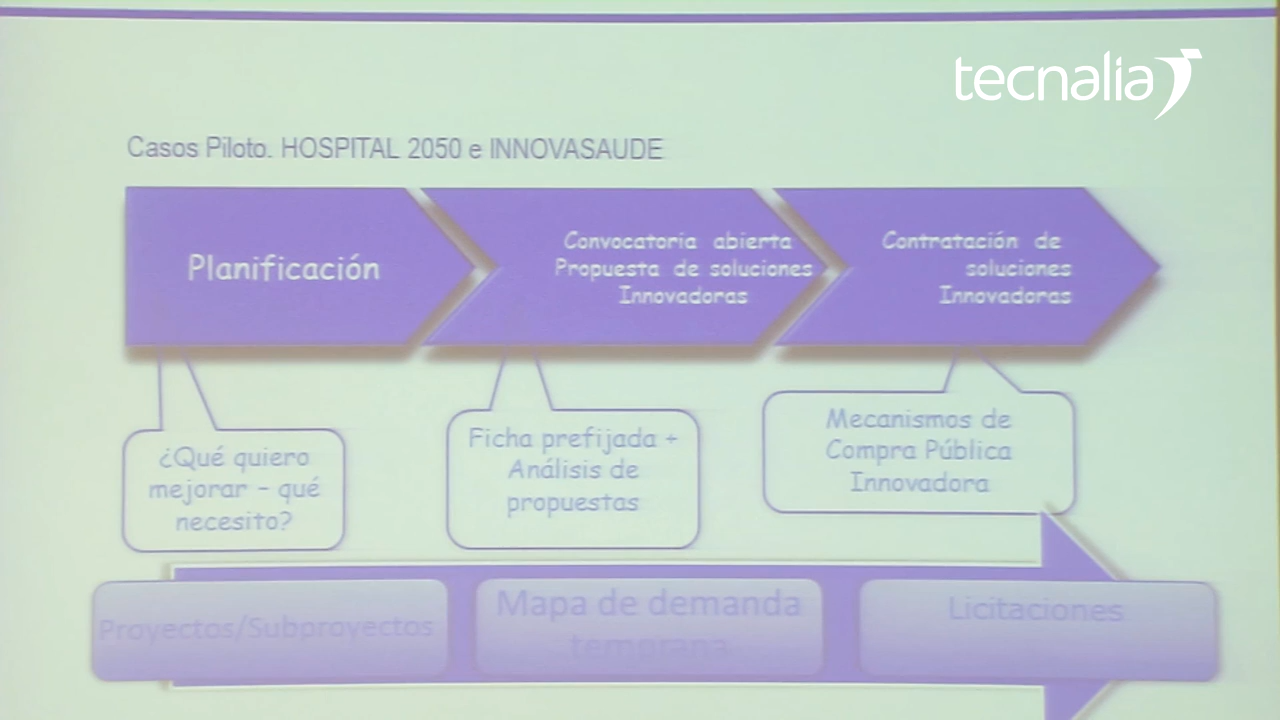 tecnalia
Casos Piloto. HOSPITAL 2050 e INNOVASAUDE
Planificación
Convocatoria abierta
Propuesta de soluciones
Innovadoras
Contratación de
soluciones
Innovadoras
¿Qué quiero
mejorar – qué
necesito?
Ficha prefijada +
Análisis de
propuestas
Mecanismos de
Compra Pública
Innovadora
Proyectos/Subproyectos
Mapa de demanda
temprana
Licitaciones